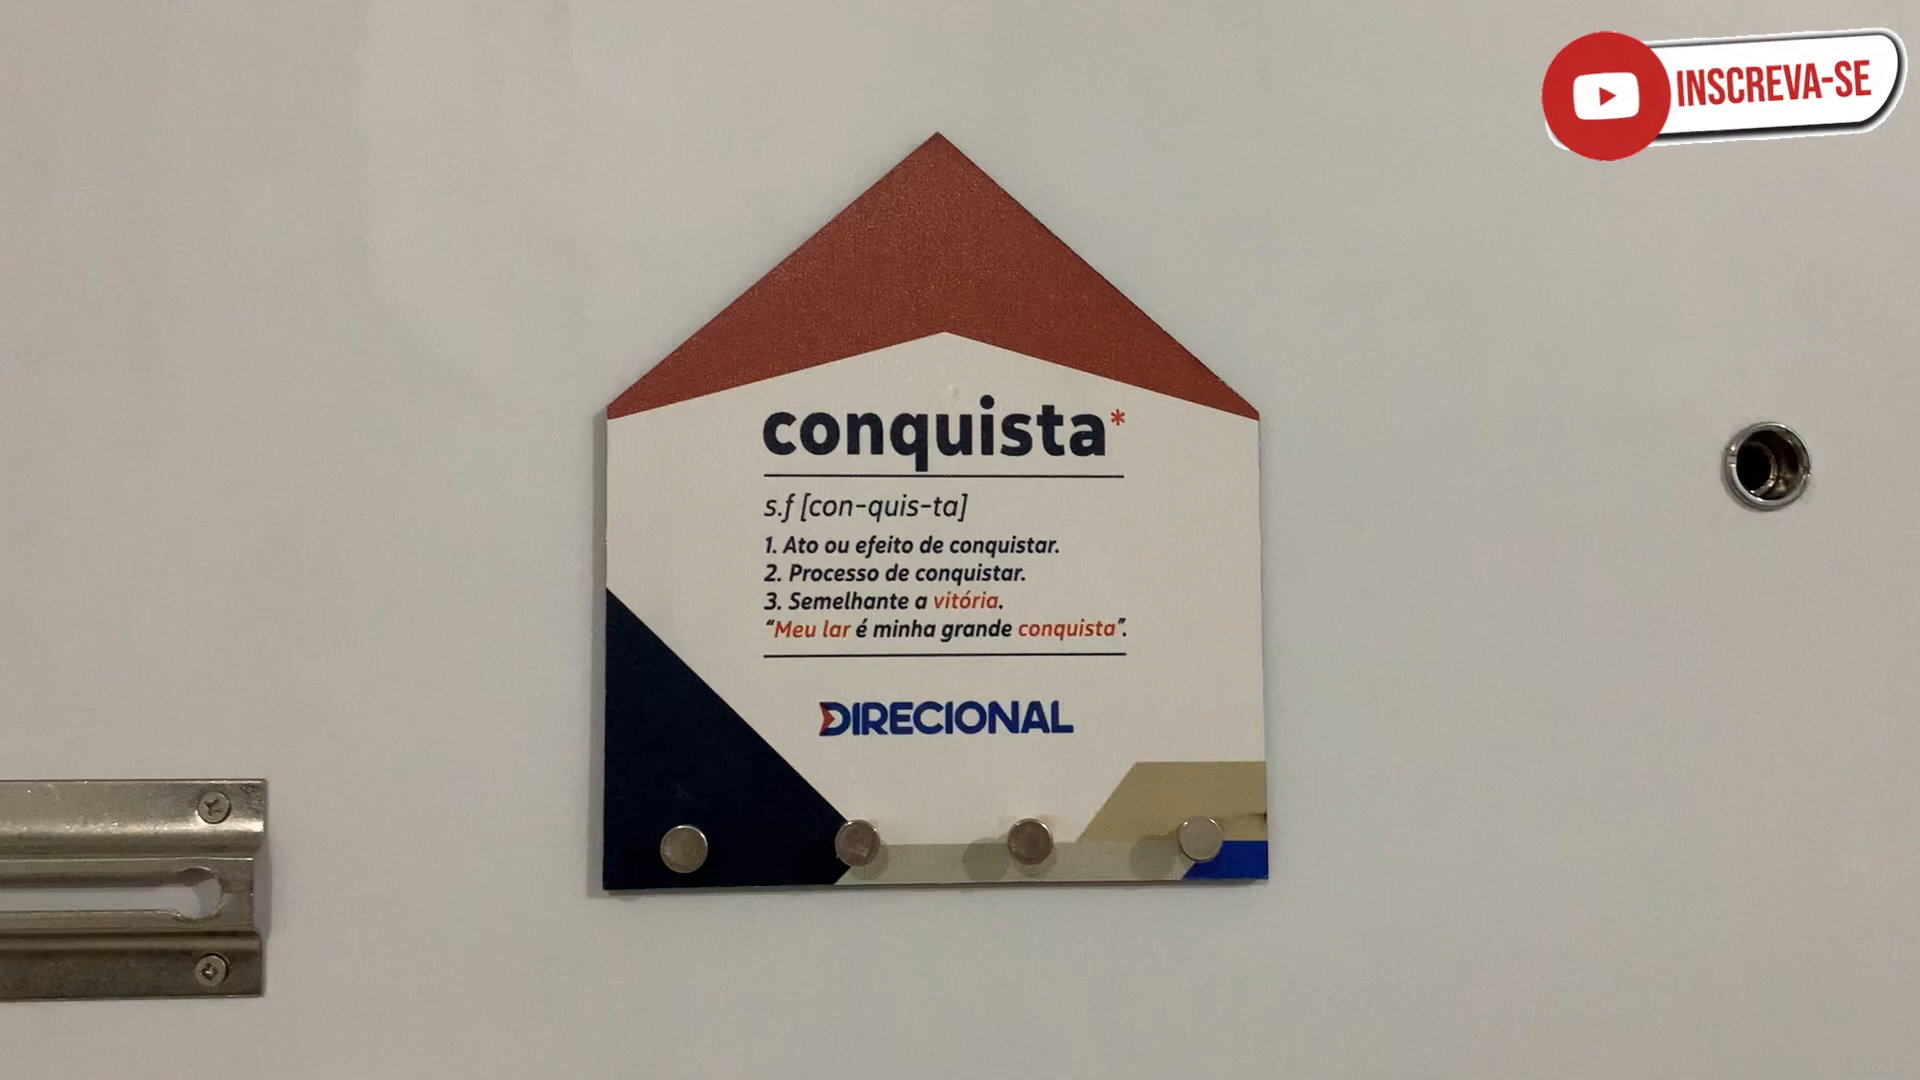 INSCREVA-SE
conquista*
s.f [con-quis-ta]
1. Ato ou efeito de conquistar.
2. Processo de conquistar.
3. Semelhante a vitória.
“Meu lar é minha grande conquista”.
DIRECIONAL